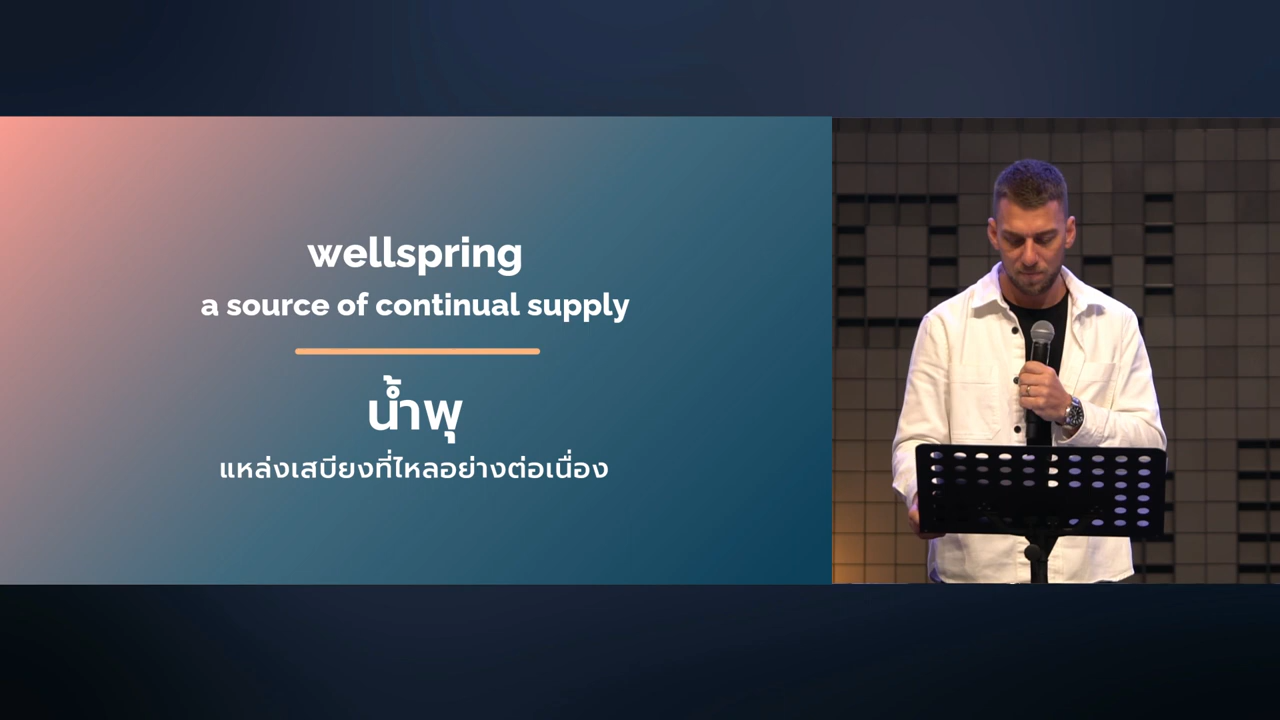 wellspring
a source of continual supply
น้ำพุ
แหล่งเสบียงที่ไหลอย่างต่อเนื่อง